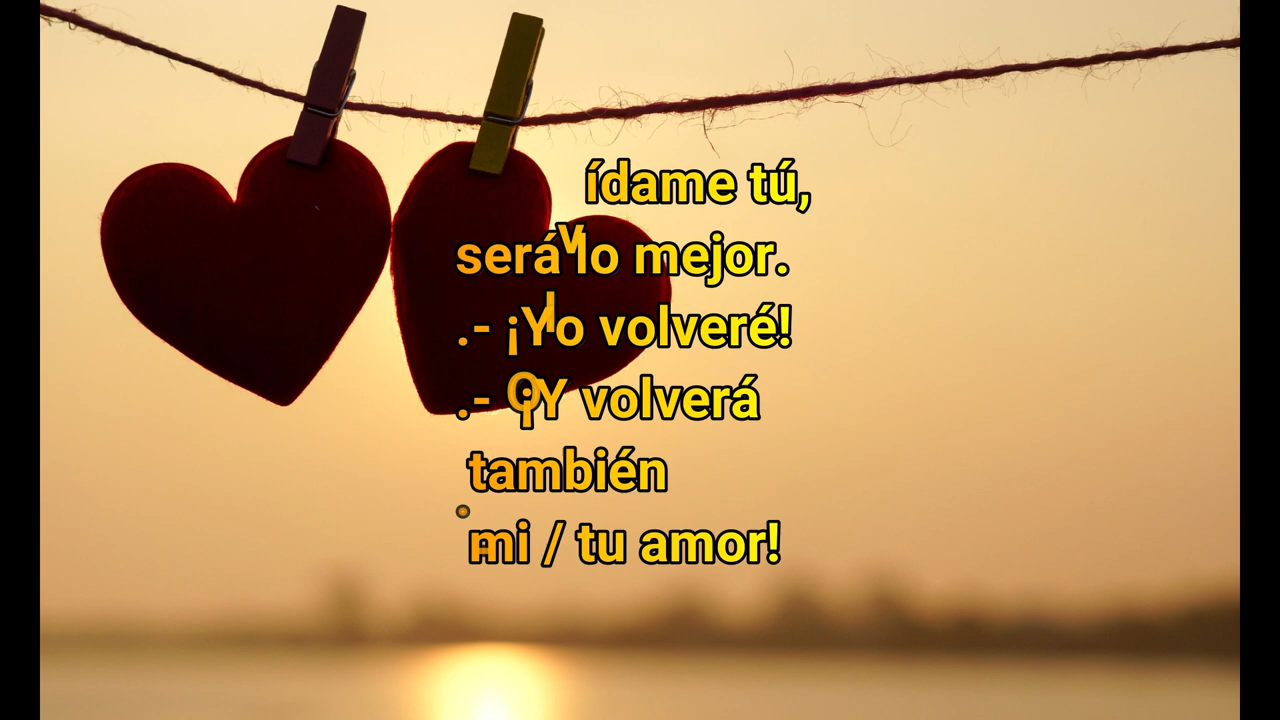 ídame tú,
será lo mejor.
.- ¡Yo volveré!
.- ¡Y volverá
también
mi / tu amor!